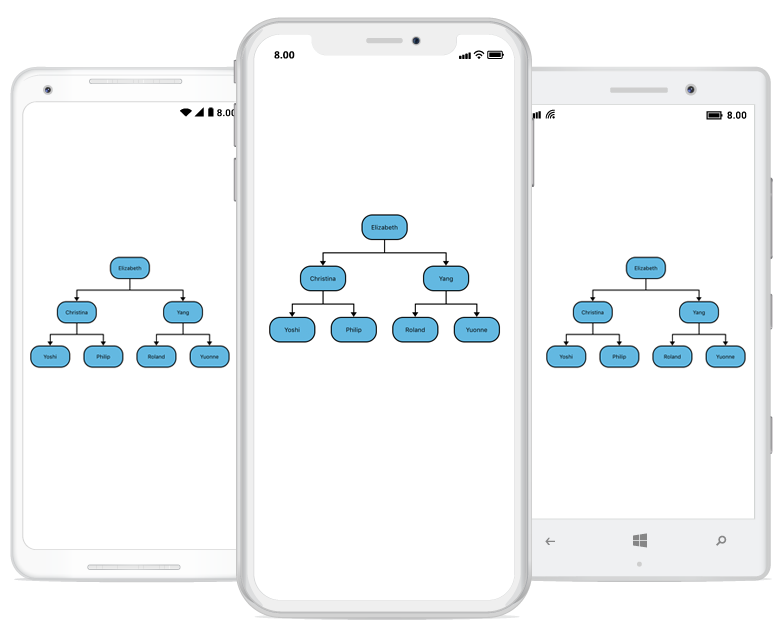 8.00
Elizabeth
Christina Yang
Yoshi Philip Roland Yuonne
8.00
Elizabeth
Christina Yang
Yoshi Philip Roland Yuonne
8.00
Elizabeth
Christina Yang
Yoshi Philip Roland Yuonne